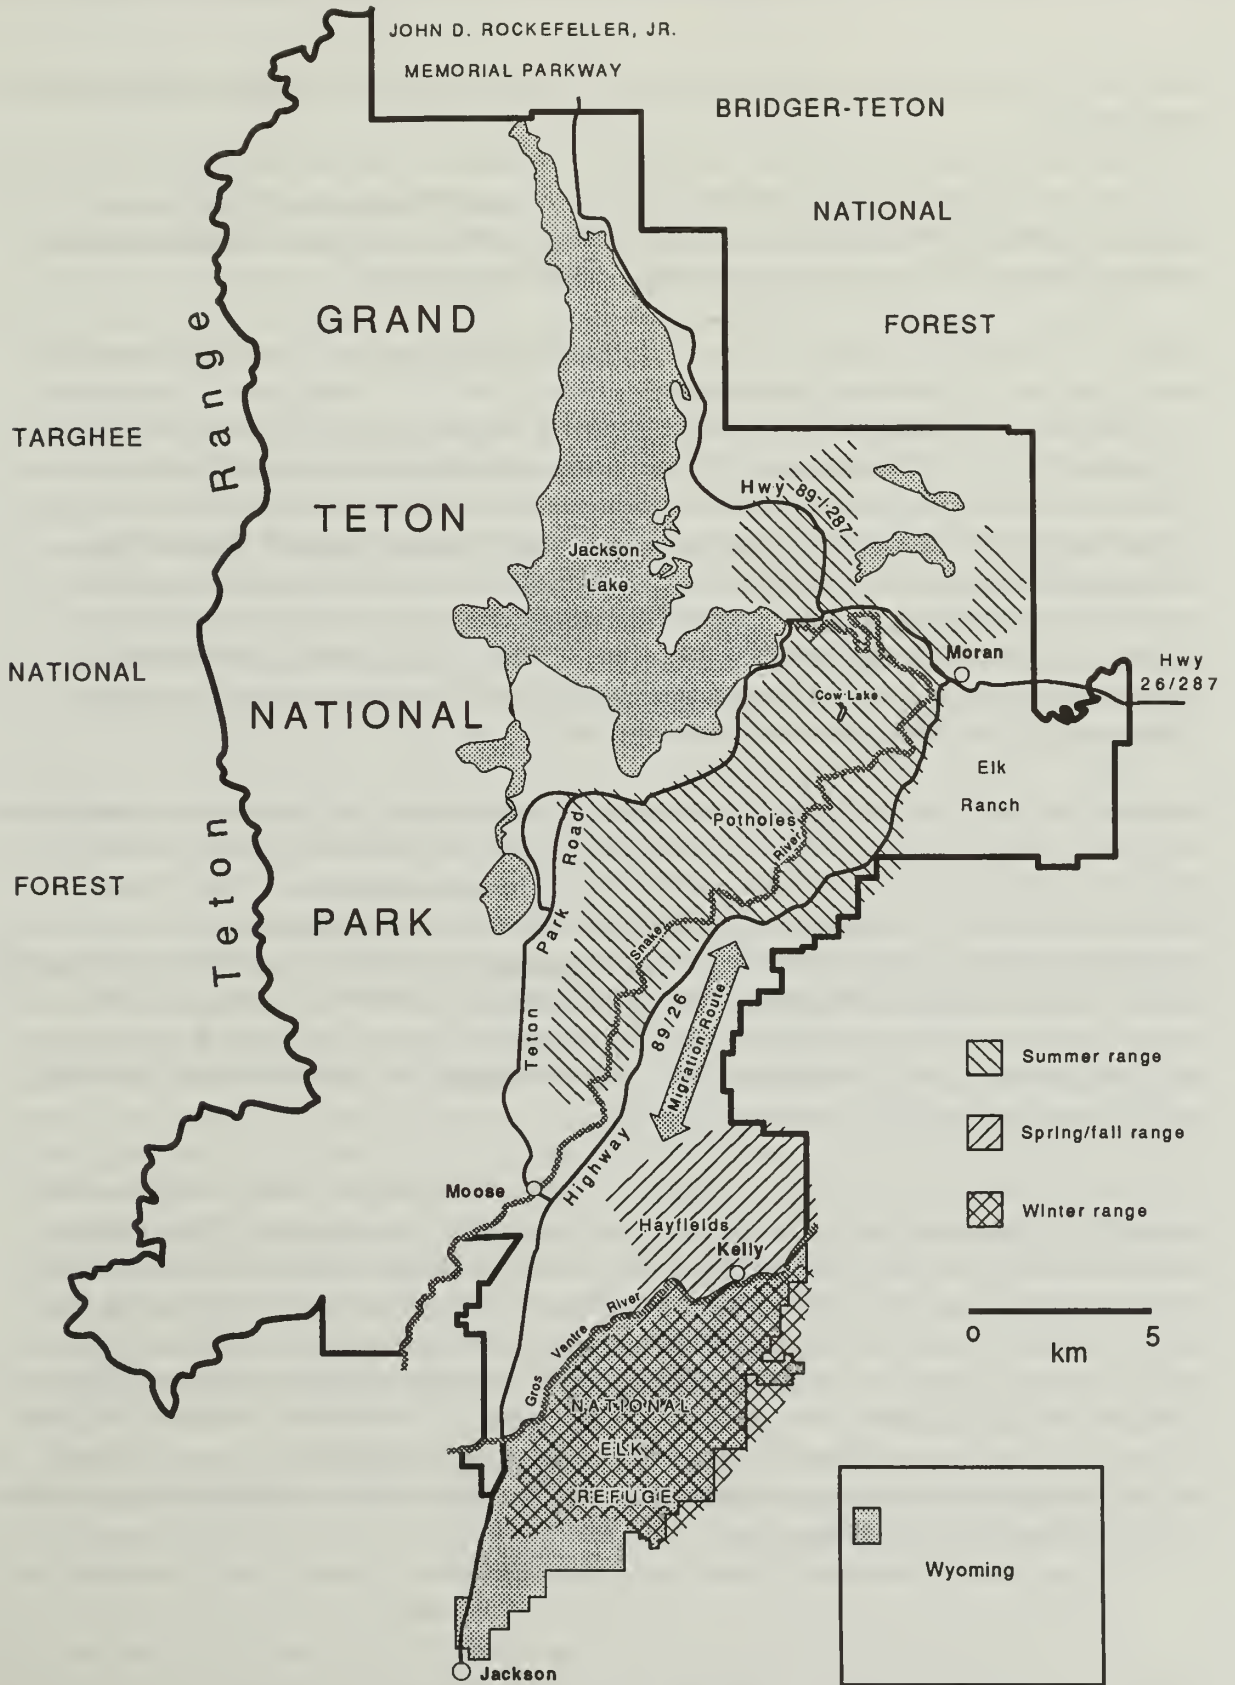 JOHN D. ROCKEFELLER, JR.
MEMORIAL PARKWAY
BRIDGER-TETON
NATIONAL
FOREST
GRAND
TETON
NATIONAL
PARK
Teton Range
TARGHEE
NATIONAL
FOREST
Hwy 89/287
Jackson
Lake
Moran
Hwy
26/287
Cow Lake
Elk
Ranch
Potholes
Snake River
Teton Park Road
Highway 89/26
Migration Route
Summer range
Spring/fall range
Winter range
Moose
Hayfields
Kelly
Gros Vantre River
NATIONAL
ELK
REFUGE
0 5
km
Wyoming
Jackson